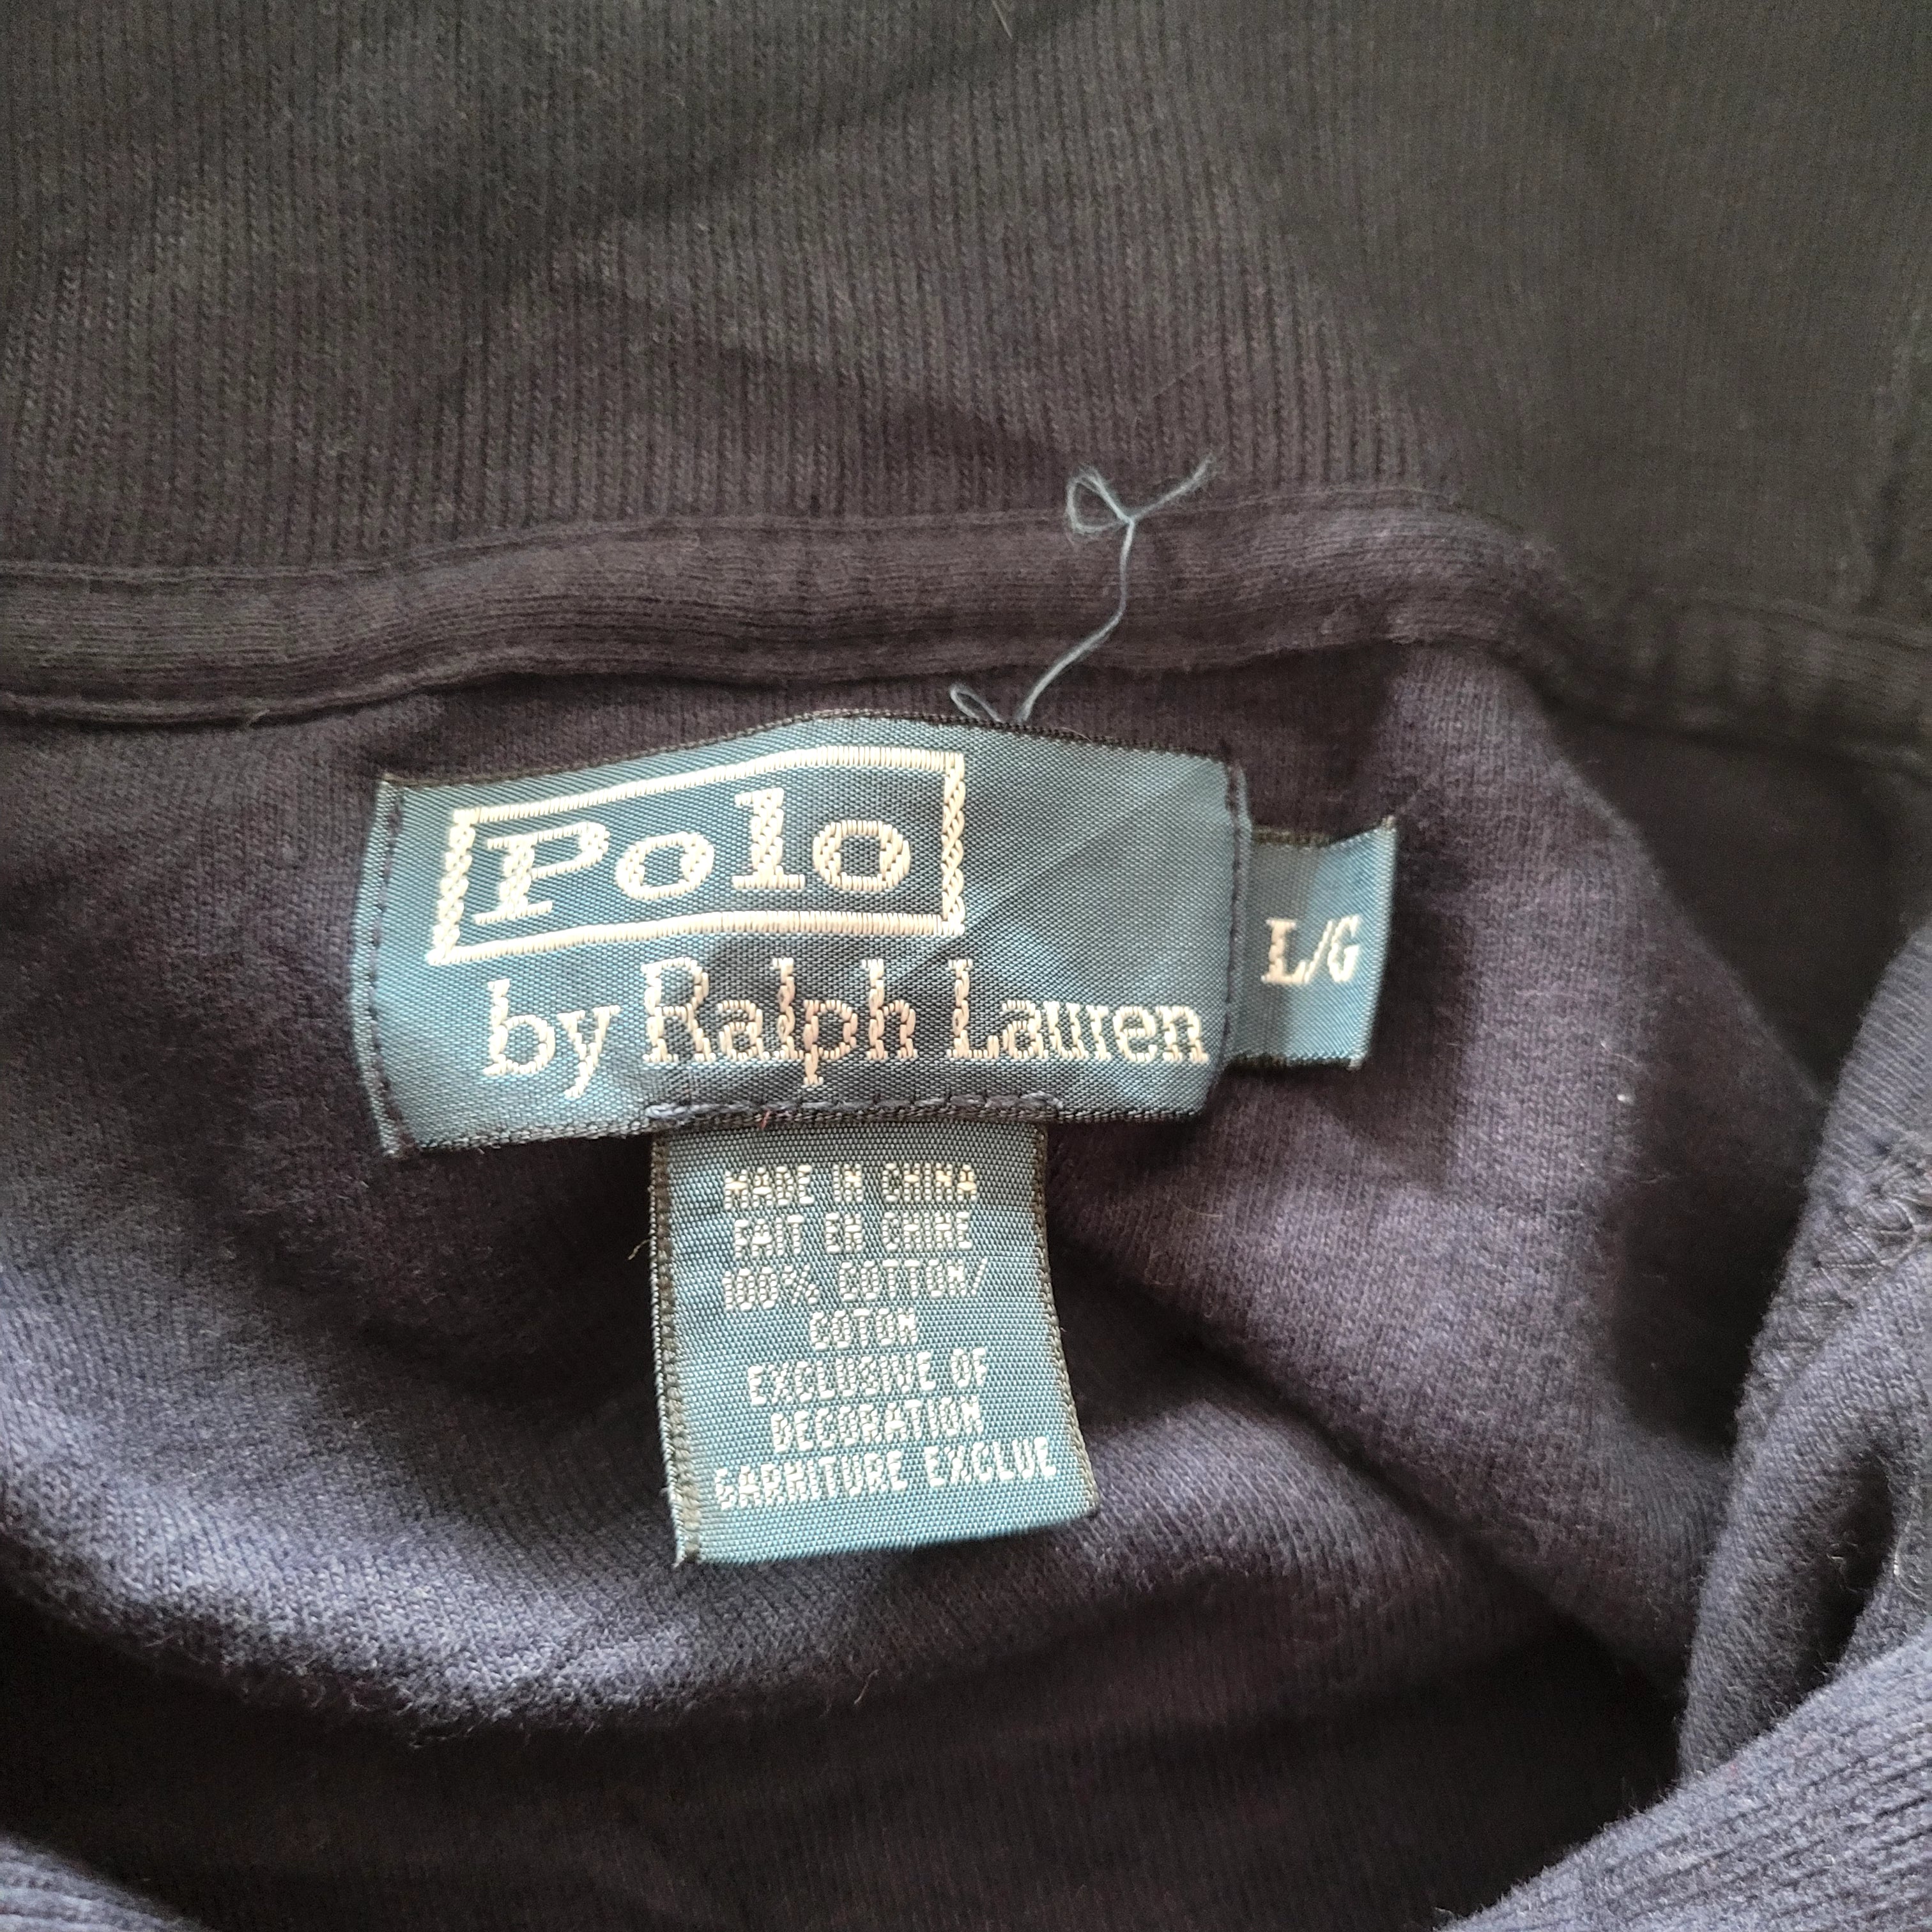 Polo
by Ralph Lauren
L/G
MADE IN CHINA
FAIT EN CHINE
100% COTTON/
COTON
EXCLUSIVE OF
DECORATION
GARNITURE EXCLUE